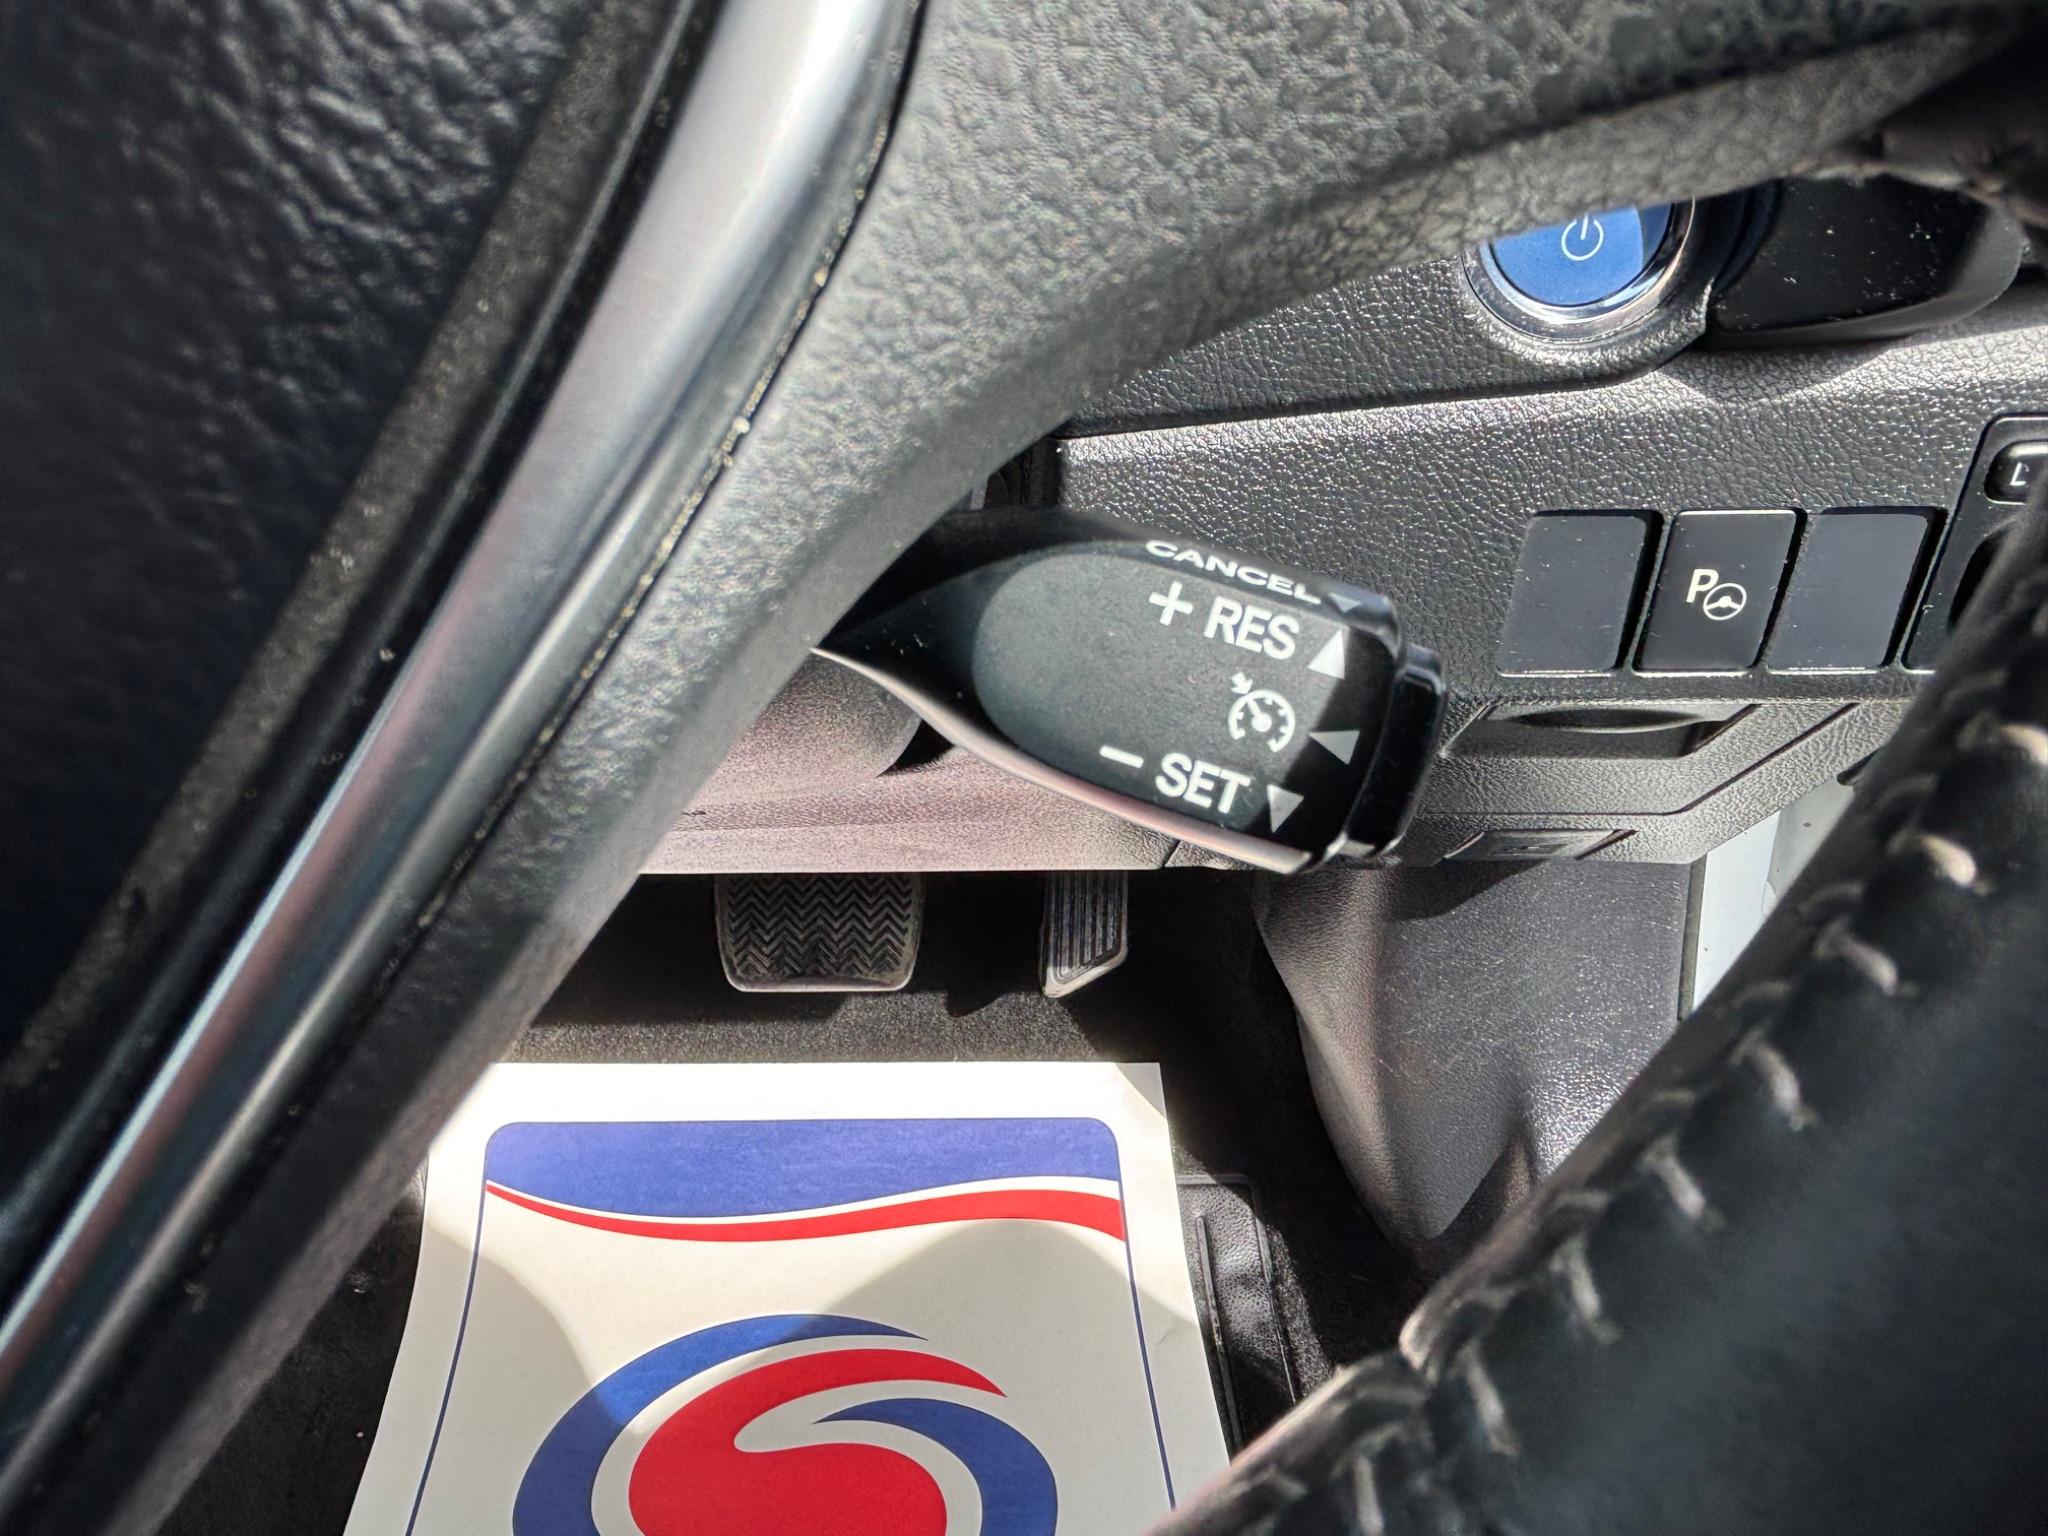 CANCEL
+ RES
− SET
P